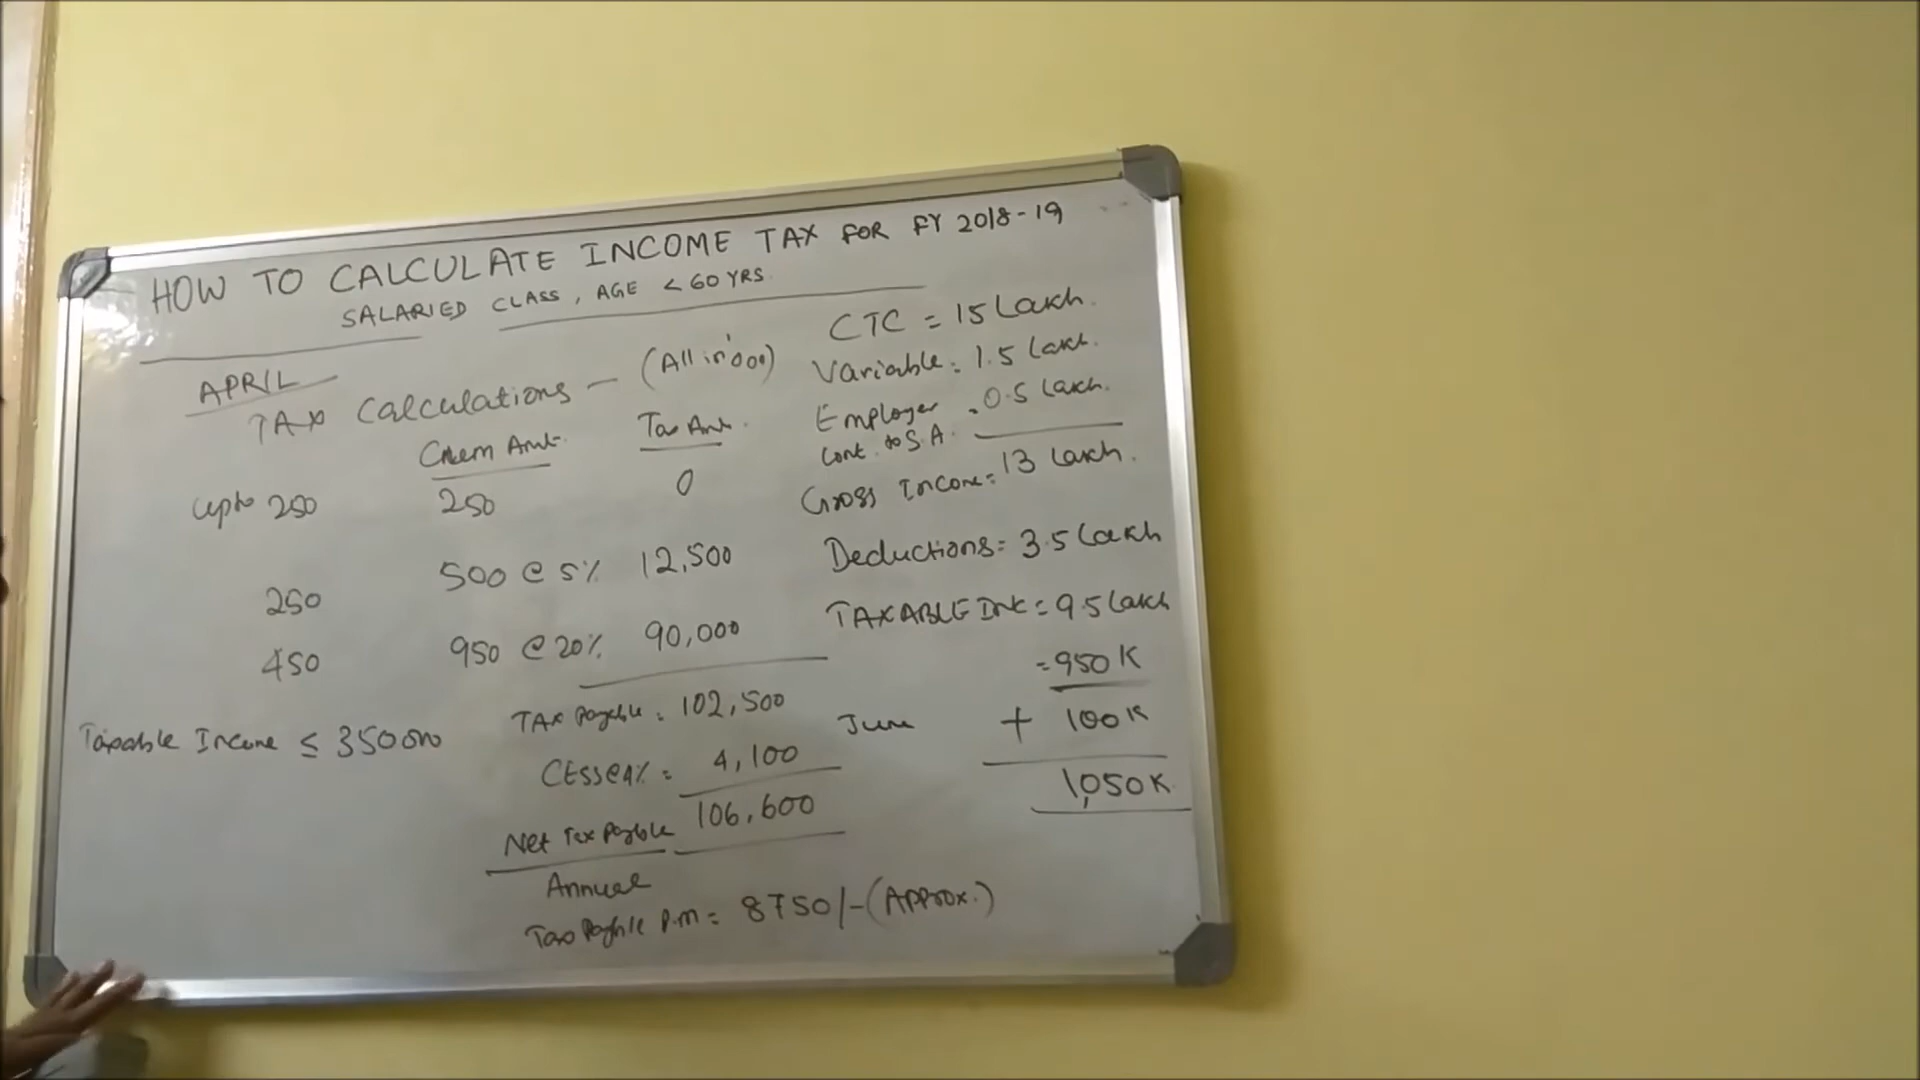 HOW TO CALCULATE INCOME TAX FOR FY 2018-19
SALARIED CLASS, AGE < 60 YRS.
APRIL
TAX Calculations - (All in '000)
Cum Amt. Tax Amt.
upto 250 250 0
250 500 @ 5% 12,500
450 950 @ 20% 90,000
TAX Payable = 102,500
Taxable Income ≤ 350000
CESS @ 4% = 4,100
Net Tax Payable 106,600
Annual
Tax Payble P.M = 8750/- (Approx.)
CTC = 15 Lakh.
Variable = 1.5 Lakh.
Employer = 0.5 Lakh.
Cont. to S.A.
Gross Income = 13 Lakh.
Deductions = 3.5 Lakh
TAXABLE Inc = 9.5 Lakh
= 950 K
June + 100 K
1,050 K